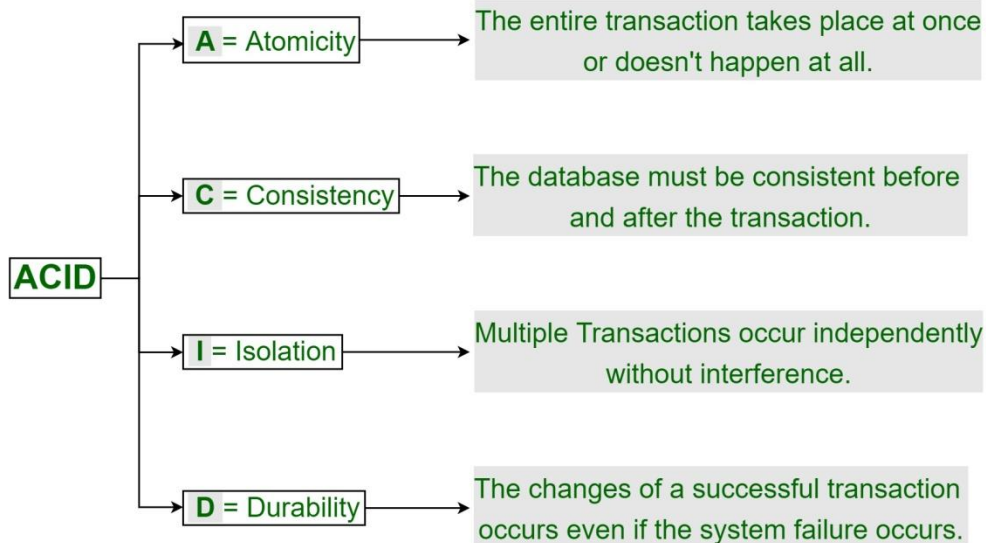 A = Atomicity
The entire transaction takes place at once
or doesn't happen at all.
C = Consistency
The database must be consistent before
and after the transaction.
ACID
I = Isolation
Multiple Transactions occur independently
without interference.
D = Durability
The changes of a successful transaction
occurs even if the system failure occurs.